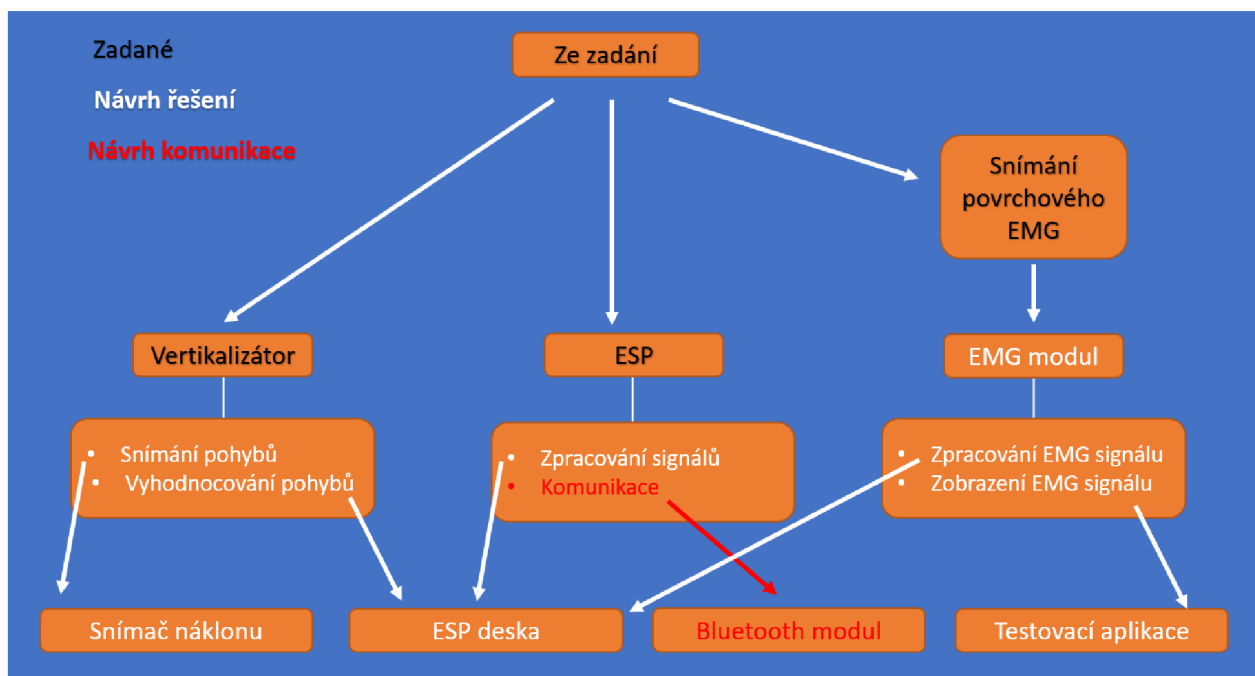 Zadané
Ze zadání
Návrh řešení
Návrh komunikace
Snímání
povrchového
EMG
Vertikalizátor
ESP
EMG modul
• Snímání pohybů
• Vyhodnocování pohybů
• Zpracování signálů
• Komunikace
• Zpracování EMG signálu
• Zobrazení EMG signálu
Snímač náklonu
ESP deska
Bluetooth modul
Testovací aplikace